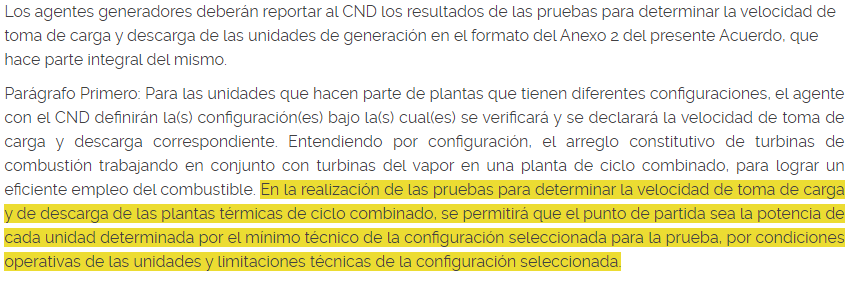 Los agentes generadores deberán reportar al CND los resultados de las pruebas para determinar la velocidad de
toma de carga y descarga de las unidades de generación en el formato del Anexo 2 del presente Acuerdo, que
hace parte integral del mismo.
Parágrafo Primero: Para las unidades que hacen parte de plantas que tienen diferentes configuraciones, el agente
con el CND definirán la(s) configuración(es) bajo la(s) cual(es) se verificará y se declarará la velocidad de toma de
carga y descarga correspondiente. Entendiendo por configuración, el arreglo constitutivo de turbinas de
combustión trabajando en conjunto con turbinas del vapor en una planta de ciclo combinado, para lograr un
eficiente empleo del combustible. En la realización de las pruebas para determinar la velocidad de toma de carga
y de descarga de las plantas térmicas de ciclo combinado, se permitirá que el punto de partida sea la potencia de
cada unidad determinada por el mínimo técnico de la configuración seleccionada para la prueba, por condiciones
operativas de las unidades y limitaciones técnicas de la configuración seleccionada.